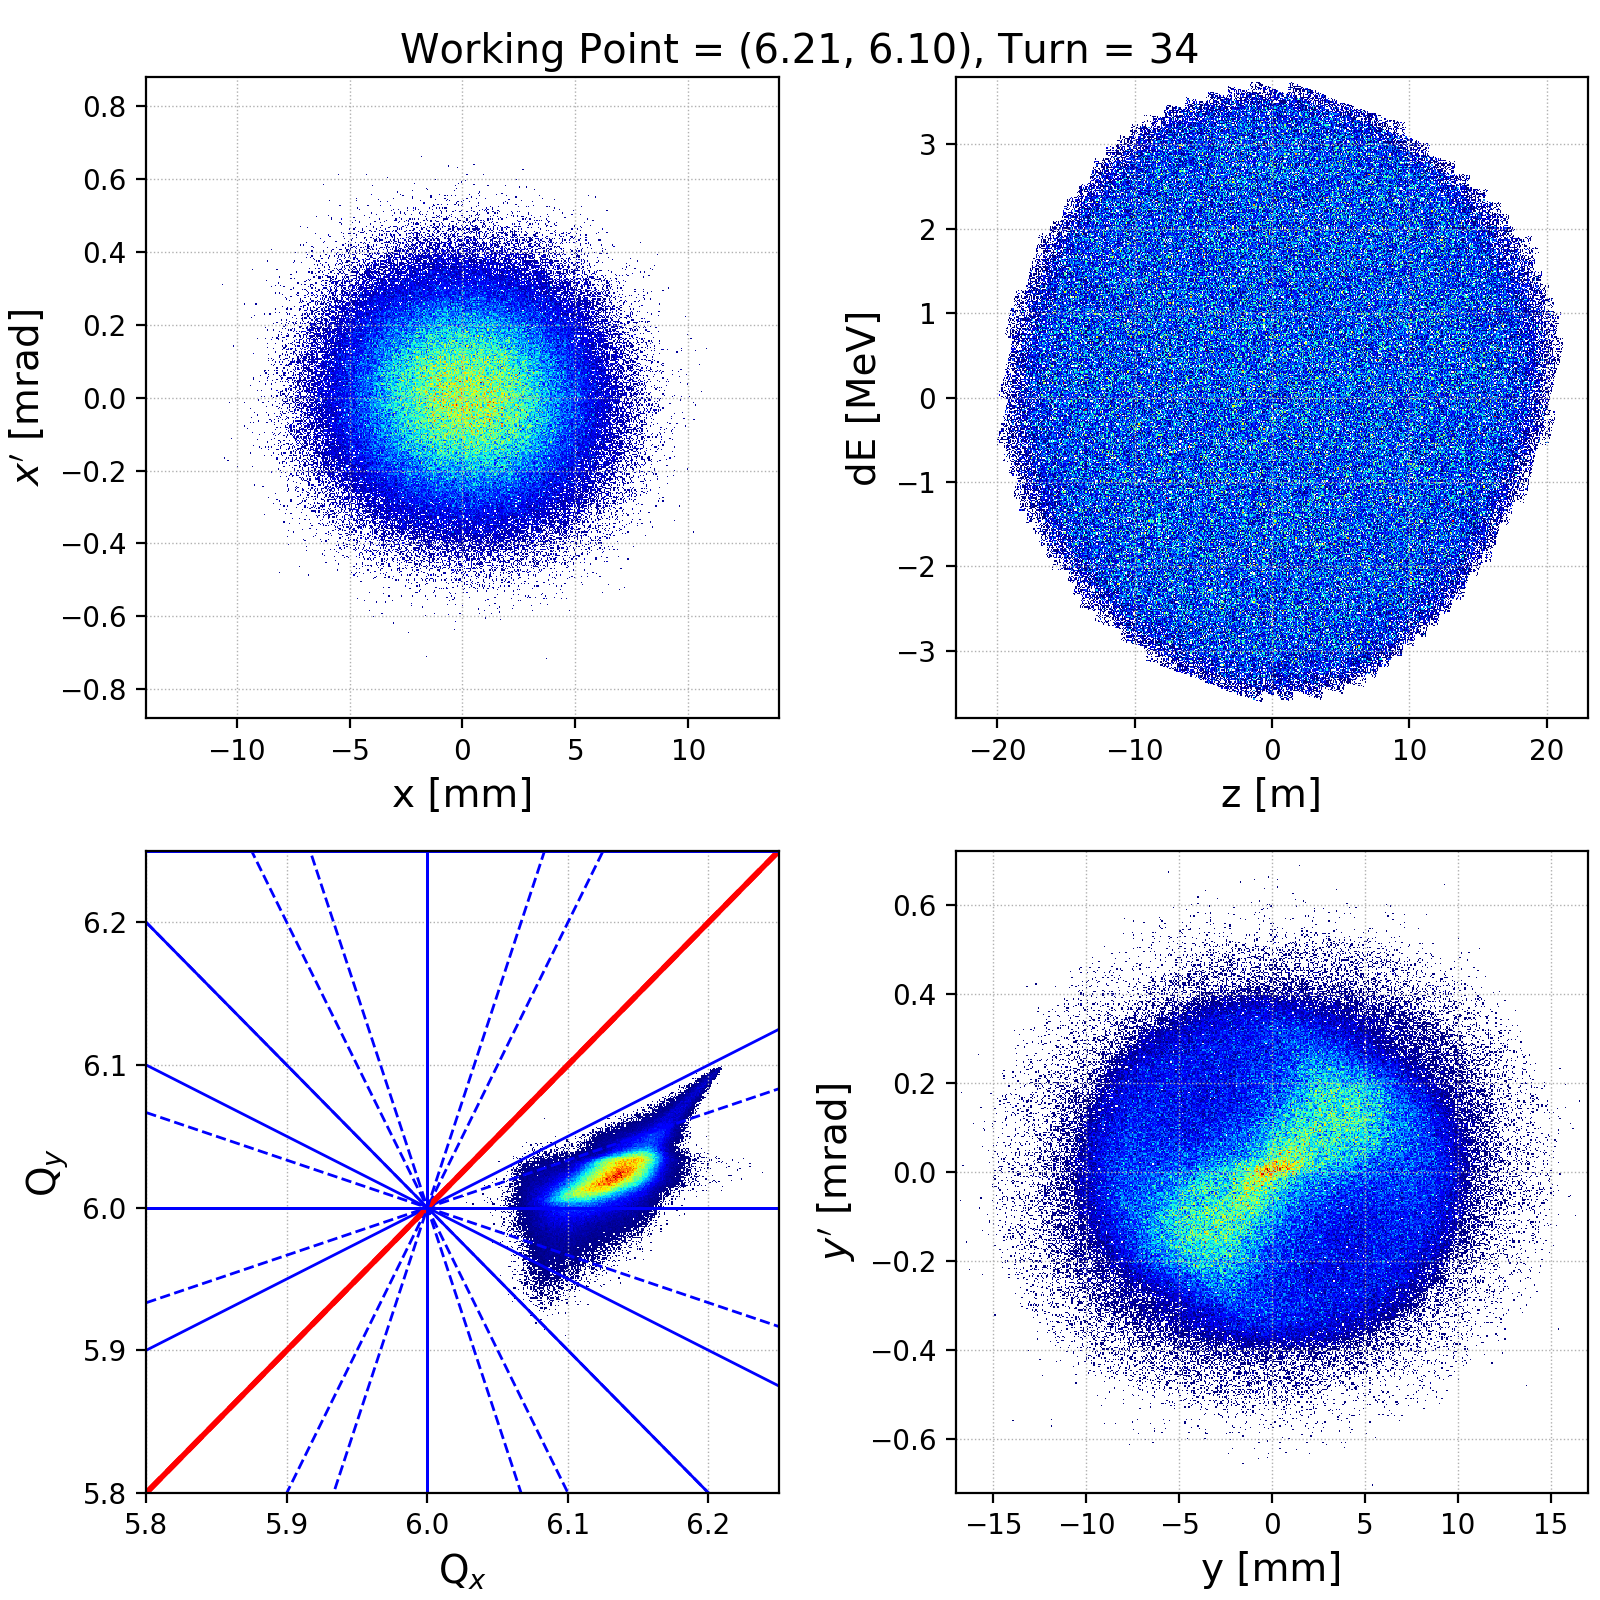 Working Point = (6.21, 6.10), Turn = 34
0.8
0.6
0.4
0.2
0.0
−0.2
−0.4
−0.6
−0.8
x′ [mrad]
−10 −5 0 5 10
x [mm]
3
2
1
0
−1
−2
−3
dE [MeV]
−20 −10 0 10 20
z [m]
6.2
6.1
6.0
5.9
5.8
Qy
5.8 5.9 6.0 6.1 6.2
Qx
0.6
0.4
0.2
0.0
−0.2
−0.4
−0.6
y′ [mrad]
−15 −10 −5 0 5 10 15
y [mm]